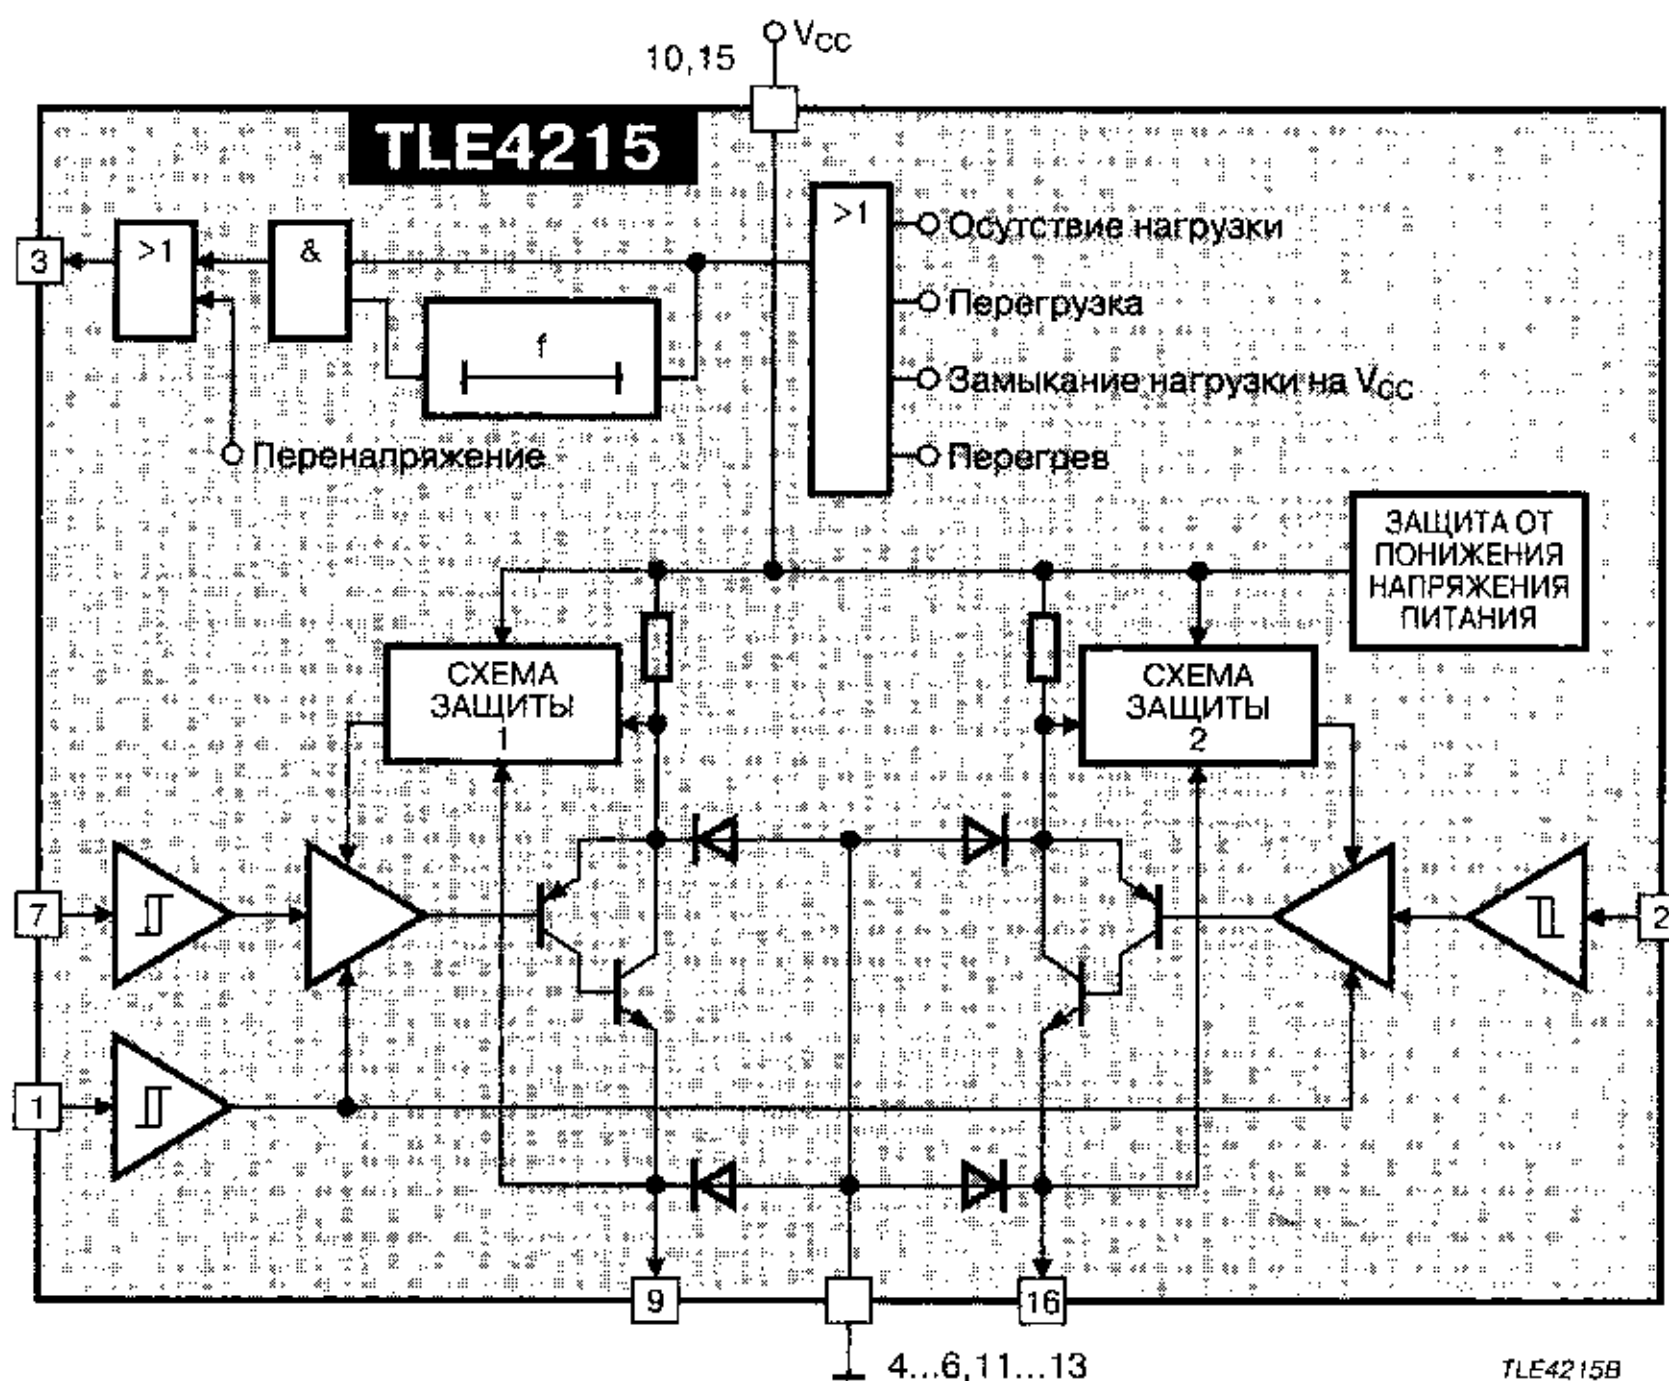 V_CC
10,15
TLE4215
>1
&
>1
Осутствие нагрузки
3
Перегрузка
f
Замыкание нагрузки на V_CC
Перенапряжение
Перегрев
ЗАЩИТА ОТ
ПОНИЖЕНИЯ
НАПРЯЖЕНИЯ
ПИТАНИЯ
СХЕМА
ЗАЩИТЫ
1
СХЕМА
ЗАЩИТЫ
2
7
2
1
9
16
4...6,11...13
TLE4215B